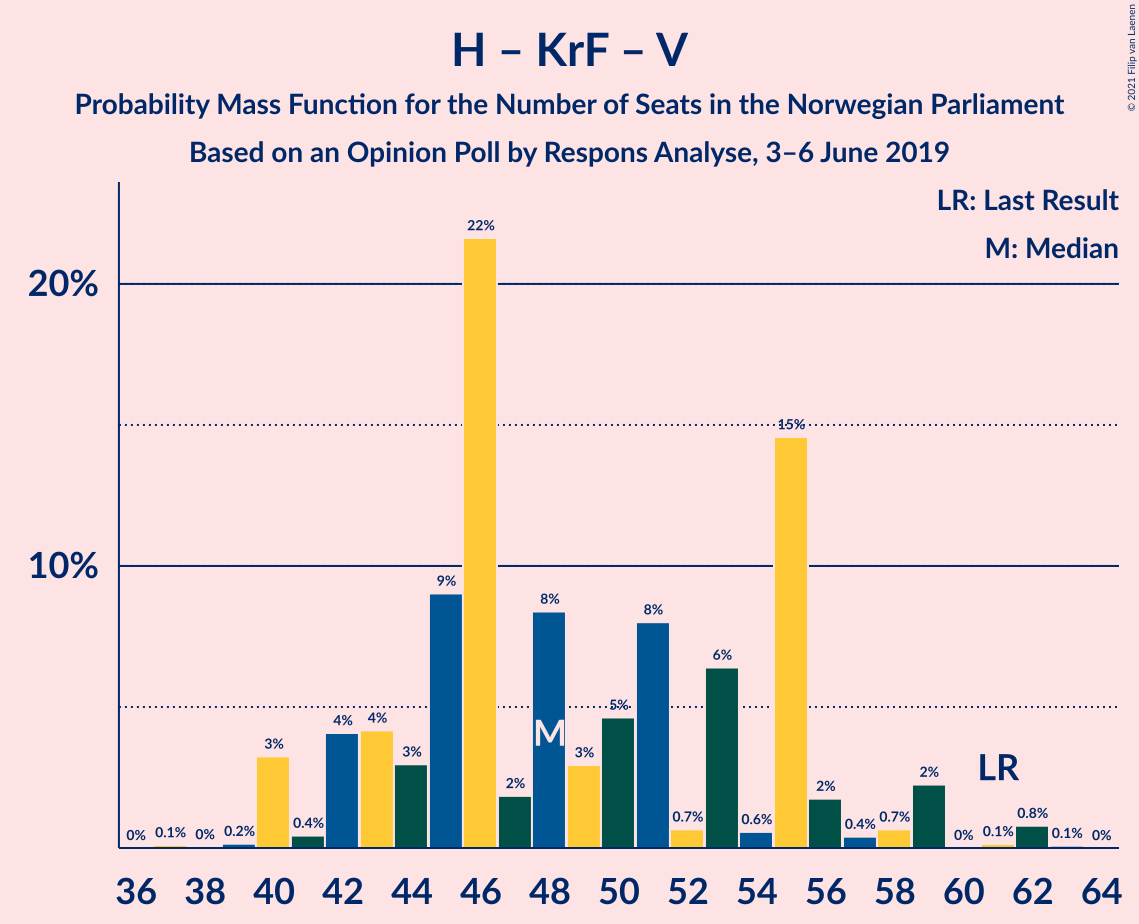 H – KrF – V
Probability Mass Function for the Number of Seats in the Norwegian Parliament
Based on an Opinion Poll by Respons Analyse, 3–6 June 2019
© 2021 Filip van Laenen
LR: Last Result
M: Median
20%
10%
0% 0.1% 0% 0.2% 3% 0.4% 4% 4% 3% 9% 22% 2% 8% 3% 5% 8% 0.7% 6% 0.6% 15% 2% 0.4% 0.7% 2% 0% 0.1% 0.8% 0.1% 0%
M
LR
36 38 40 42 44 46 48 50 52 54 56 58 60 62 64